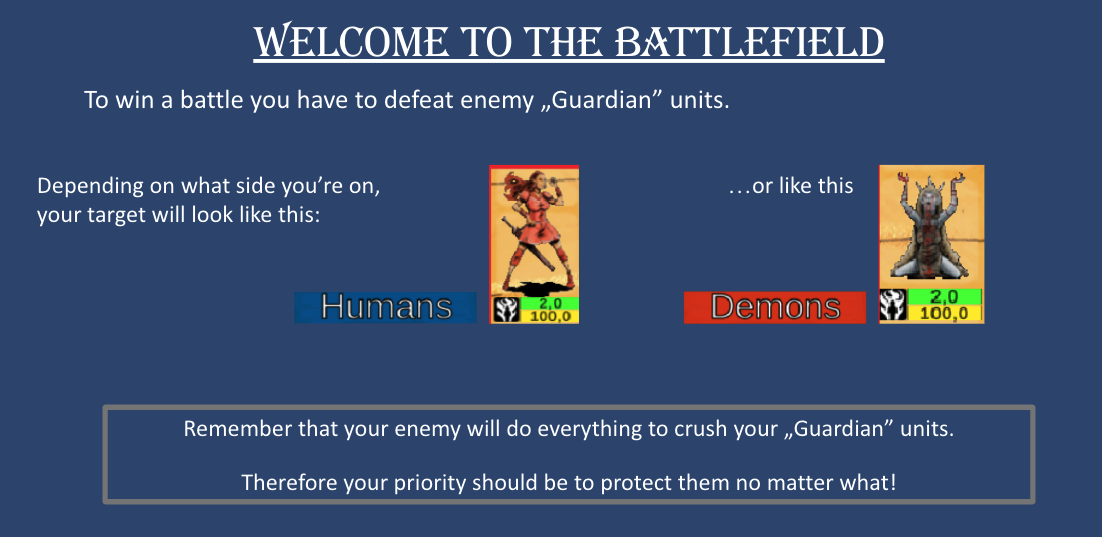 WELCOME TO THE BATTLEFIELD
To win a battle you have to defeat enemy „Guardian” units.
Depending on what side you’re on,
your target will look like this:
Humans
2,0
100,0
…or like this
Demons
2,0
100,0
Remember that your enemy will do everything to crush your „Guardian” units.
Therefore your priority should be to protect them no matter what!